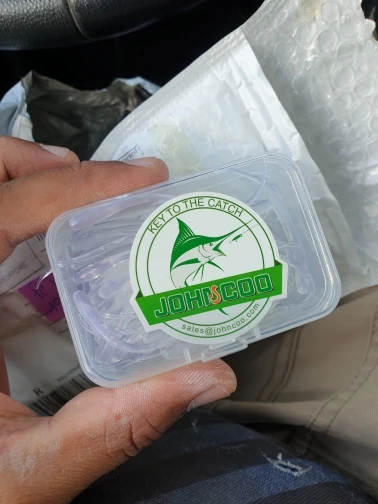 KEY TO THE CATCH
JOHNCOO
sales@johncoo.com
R